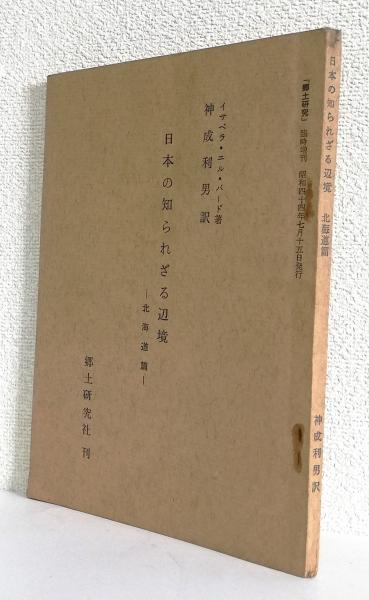 「郷土研究」臨時増刊 昭和四十四年七月十五日発行
イサベラ・エル・バード著
神成利男訳
日本の知られざる辺境
―北海道篇―
郷土研究社刊
日本の知られざる辺境 北海道篇
神成利男訳